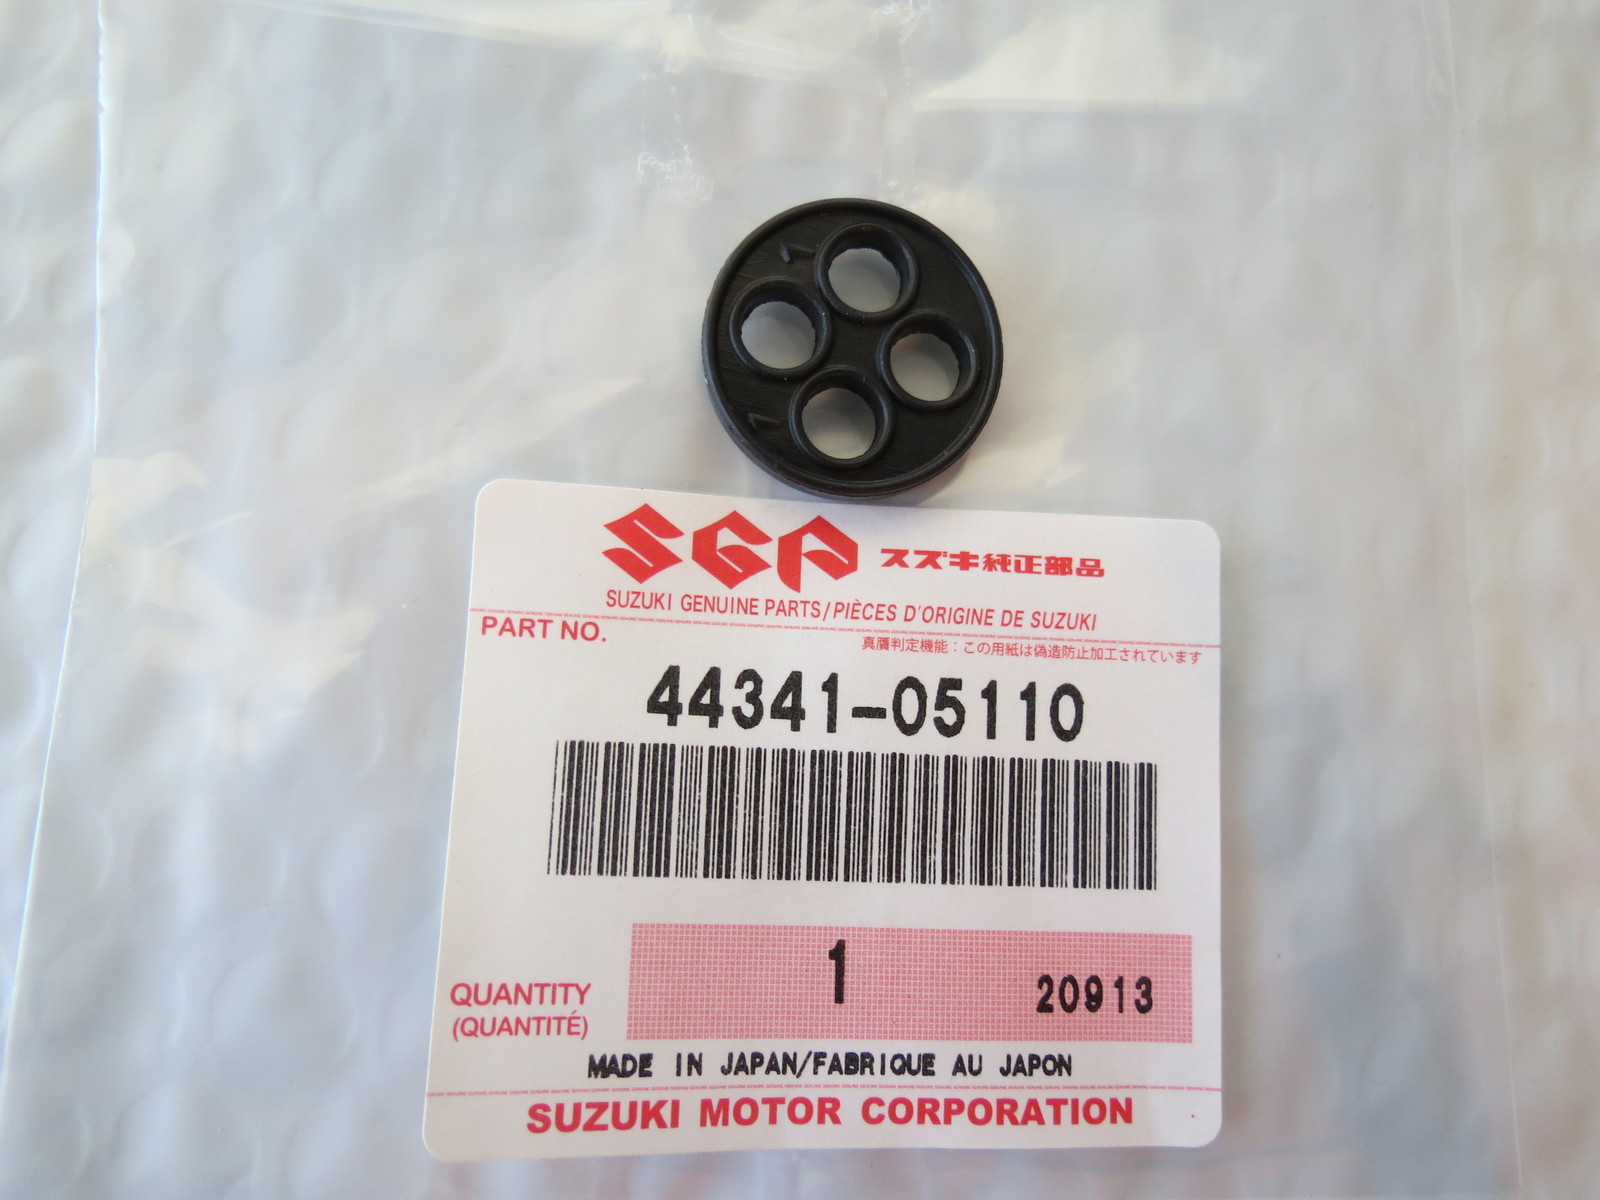 SGP スズキ純正部品
SUZUKI GENUINE PARTS/PIÈCES D'ORIGINE DE SUZUKI
PART NO.
真贋判定機能：この用紙は偽造防止加工されています
44341-05110
1
20913
QUANTITY
(QUANTITÉ)
MADE IN JAPAN/FABRIQUE AU JAPON
SUZUKI MOTOR CORPORATION